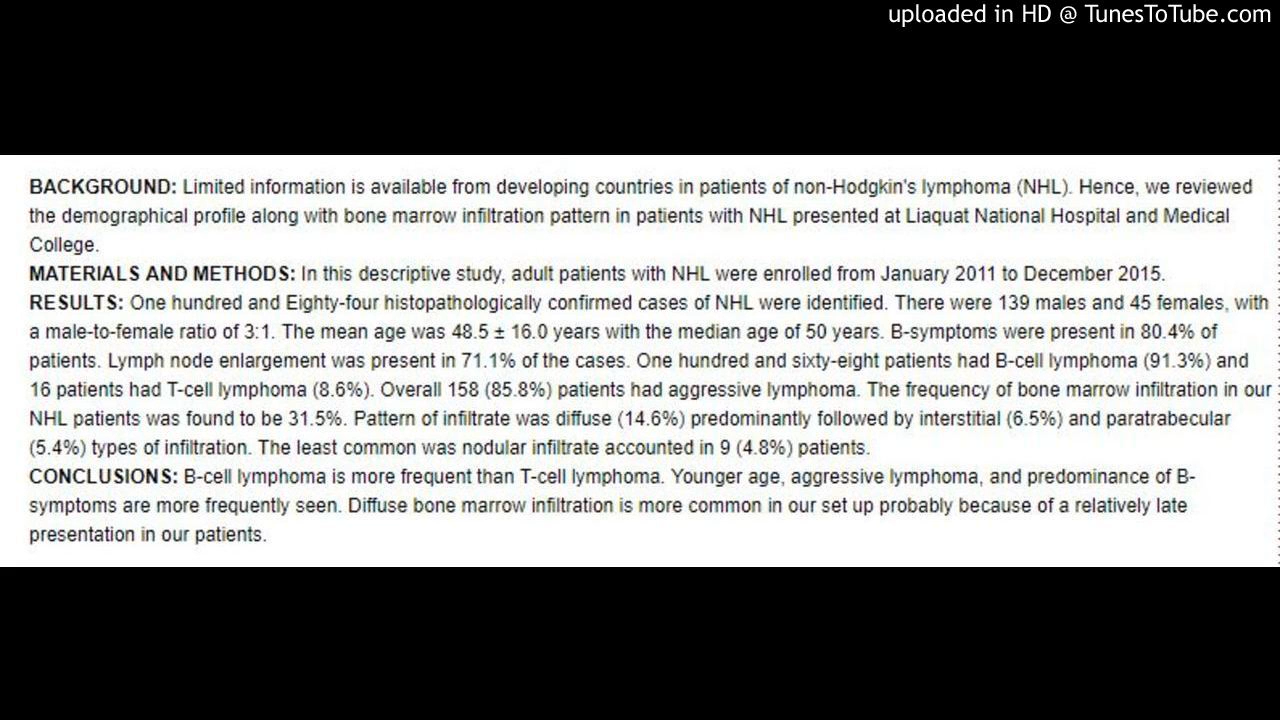 uploaded in HD @ TunesToTube.com
BACKGROUND: Limited information is available from developing countries in patients of non-Hodgkin's lymphoma (NHL). Hence, we reviewed
the demographical profile along with bone marrow infiltration pattern in patients with NHL presented at Liaquat National Hospital and Medical
College.
MATERIALS AND METHODS: In this descriptive study, adult patients with NHL were enrolled from January 2011 to December 2015.
RESULTS: One hundred and Eighty-four histopathologically confirmed cases of NHL were identified. There were 139 males and 45 females, with
a male-to-female ratio of 3:1. The mean age was 48.5 ± 16.0 years with the median age of 50 years. B-symptoms were present in 80.4% of
patients. Lymph node enlargement was present in 71.1% of the cases. One hundred and sixty-eight patients had B-cell lymphoma (91.3%) and
16 patients had T-cell lymphoma (8.6%). Overall 158 (85.8%) patients had aggressive lymphoma. The frequency of bone marrow infiltration in our
NHL patients was found to be 31.5%. Pattern of infiltrate was diffuse (14.6%) predominantly followed by interstitial (6.5%) and paratrabecular
(5.4%) types of infiltration. The least common was nodular infiltrate accounted in 9 (4.8%) patients.
CONCLUSIONS: B-cell lymphoma is more frequent than T-cell lymphoma. Younger age, aggressive lymphoma, and predominance of B-
symptoms are more frequently seen. Diffuse bone marrow infiltration is more common in our set up probably because of a relatively late
presentation in our patients.